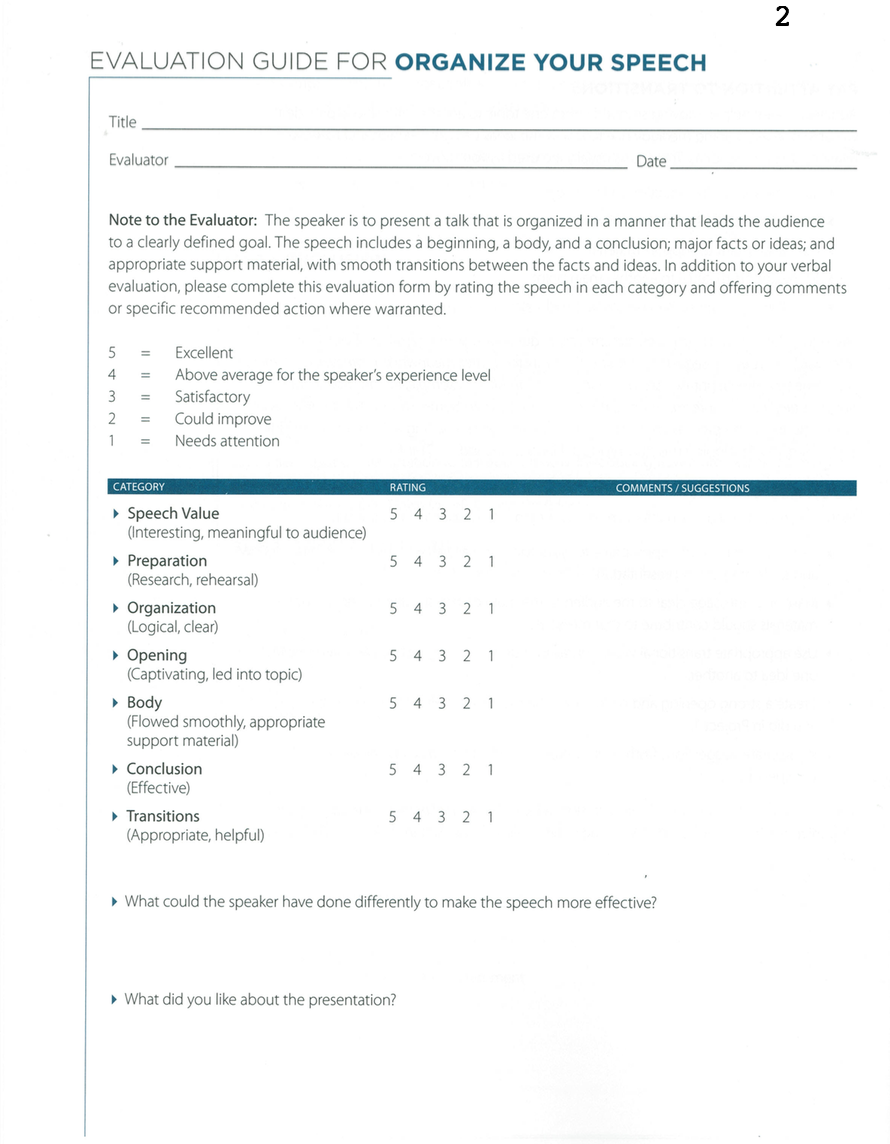 2
EVALUATION GUIDE FOR ORGANIZE YOUR SPEECH
Title
Evaluator Date
Note to the Evaluator: The speaker is to present a talk that is organized in a manner that leads the audience
to a clearly defined goal. The speech includes a beginning, a body, and a conclusion; major facts or ideas; and
appropriate support material, with smooth transitions between the facts and ideas. In addition to your verbal
evaluation, please complete this evaluation form by rating the speech in each category and offering comments
or specific recommended action where warranted.
5 = Excellent
4 = Above average for the speaker's experience level
3 = Satisfactory
2 = Could improve
1 = Needs attention
CATEGORY RATING COMMENTS / SUGGESTIONS
Speech Value 5 4 3 2 1
(Interesting, meaningful to audience)
Preparation 5 4 3 2 1
(Research, rehearsal)
Organization 5 4 3 2 1
(Logical, clear)
Opening 5 4 3 2 1
(Captivating, led into topic)
Body 5 4 3 2 1
(Flowed smoothly, appropriate
support material)
Conclusion 5 4 3 2 1
(Effective)
Transitions 5 4 3 2 1
(Appropriate, helpful)
What could the speaker have done differently to make the speech more effective?
What did you like about the presentation?